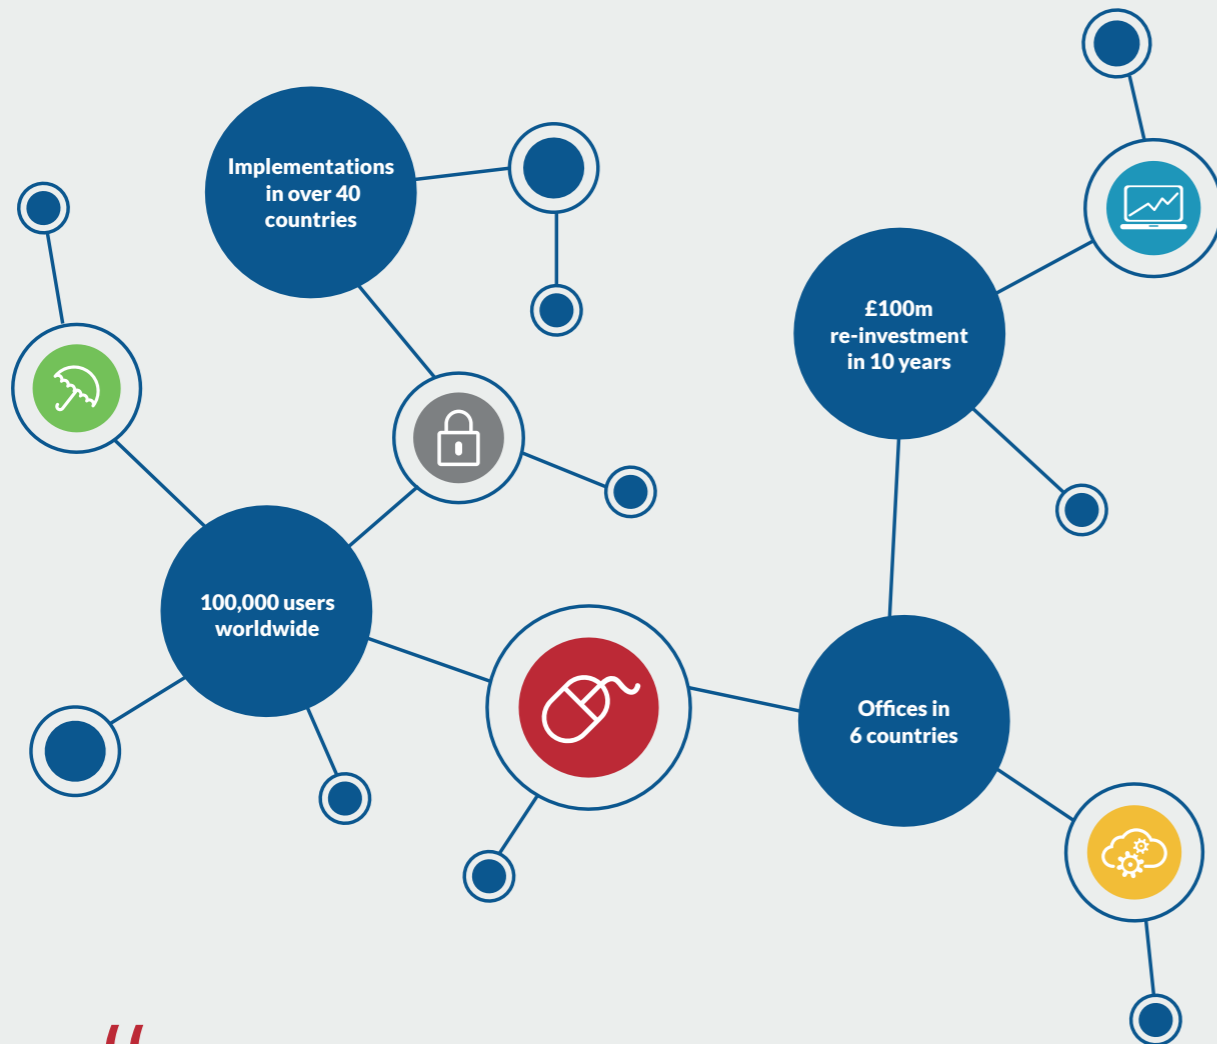 Implementations
in over 40
countries
£100m
re-investment
in 10 years
100,000 users
worldwide
Offices in
6 countries
“